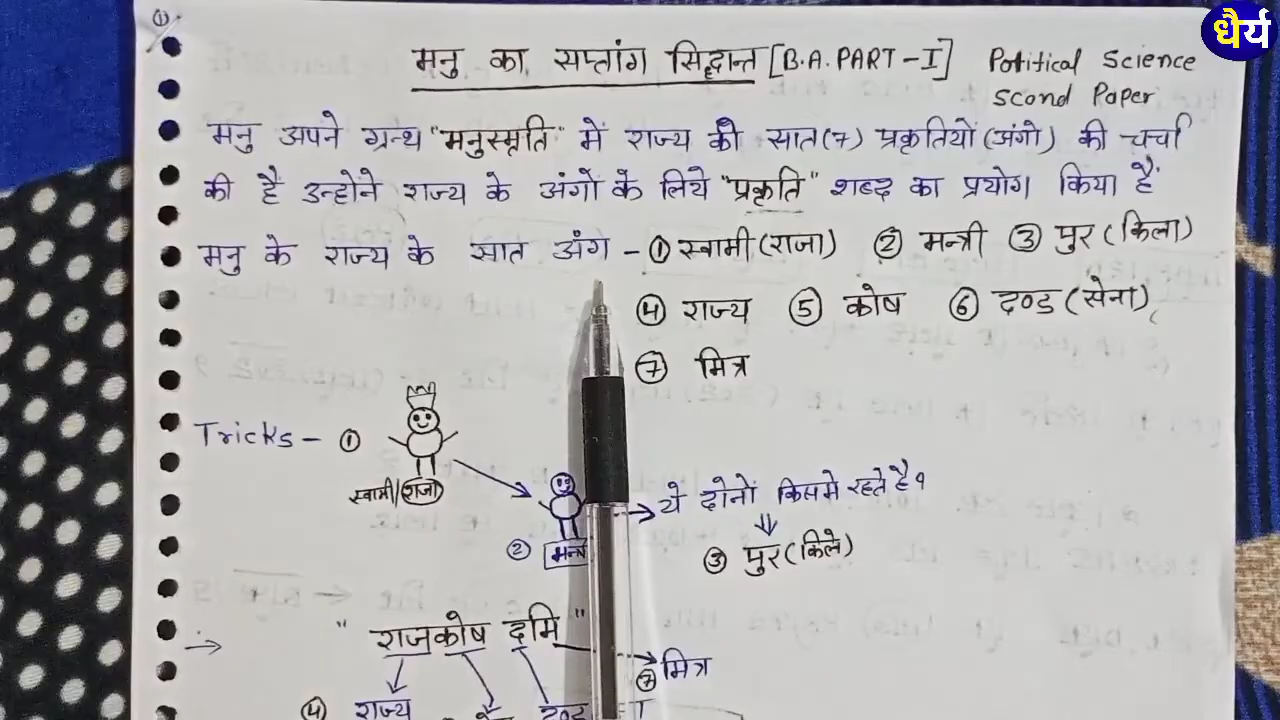 धैर्य
①
मनु का सप्तांग सिद्धान्त [B.A. PART-I] Potitical Science
Scond Paper
मनु अपने ग्रन्थ "मनुस्मृति" में राज्य की सात(7) प्रकृतियों (अंगो) की चर्चा
की है उन्होने राज्य के अंगों के लिये "प्रकृति" शब्द का प्रयोग किया है
मनु के राज्य के सात अंग - ① स्वामी (राजा) ② मन्त्री ③ पुर (किला)
④ राज्य ⑤ कोष ⑥ दण्ड (सेना)
⑦ मित्र
Tricks - ①
स्वामी/राजा
② → ये दोनों किसमे रहते है?
③ पुर (किले)
" राजकोष दमि "
⑦ मित्र
④ राज्य दण्ड